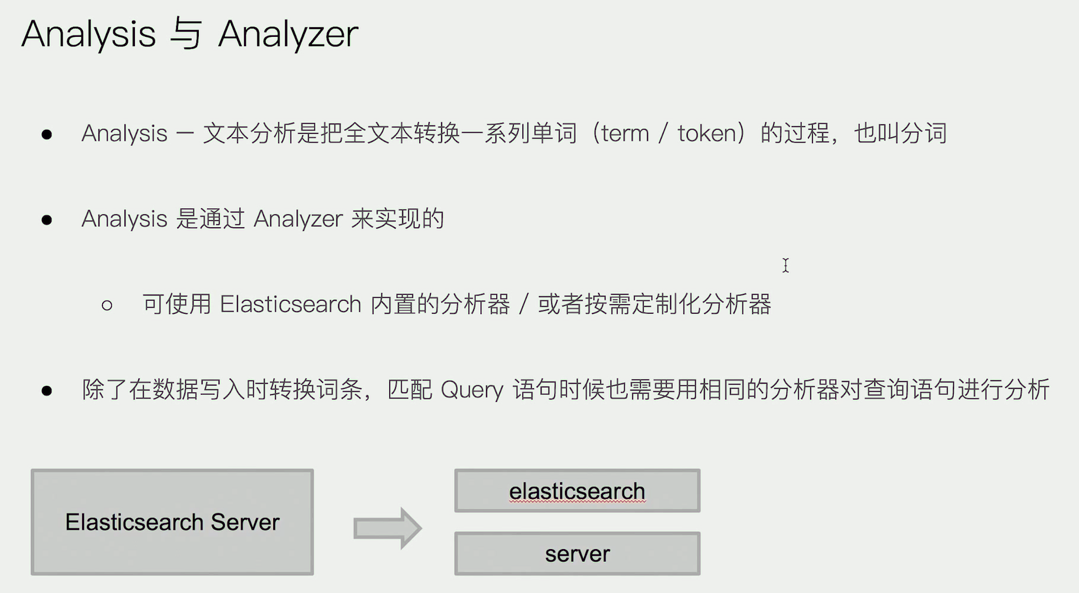 Analysis 与 Analyzer
● Analysis — 文本分析是把全文本转换一系列单词（term / token）的过程，也叫分词
● Analysis 是通过 Analyzer 来实现的
○ 可使用 Elasticsearch 内置的分析器 / 或者按需定制化分析器
● 除了在数据写入时转换词条，匹配 Query 语句时候也需要用相同的分析器对查询语句进行分析
Elasticsearch Server
elasticsearch
server